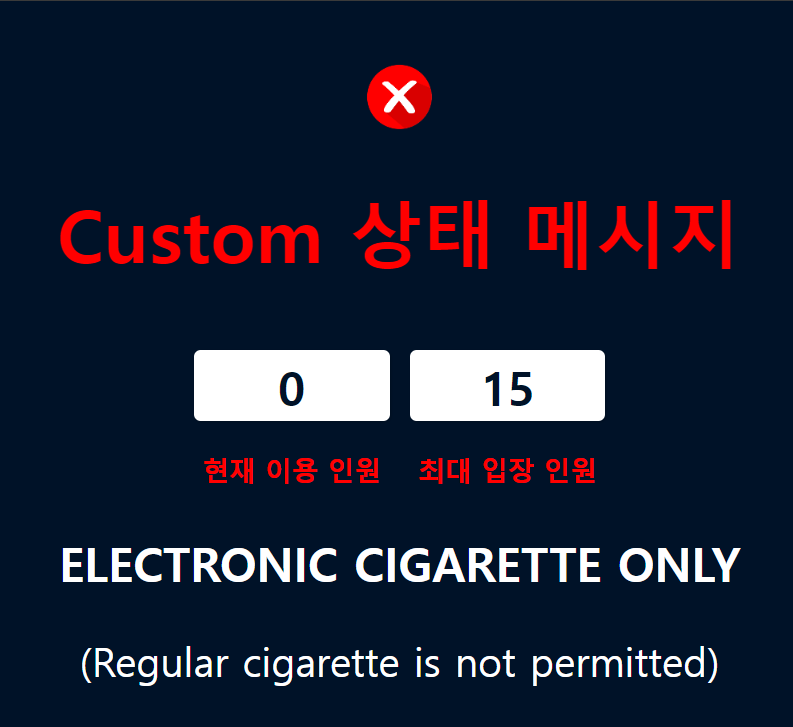 Custom 상태 메시지
0 15
현재 이용 인원 최대 입장 인원
ELECTRONIC CIGARETTE ONLY
(Regular cigarette is not permitted)